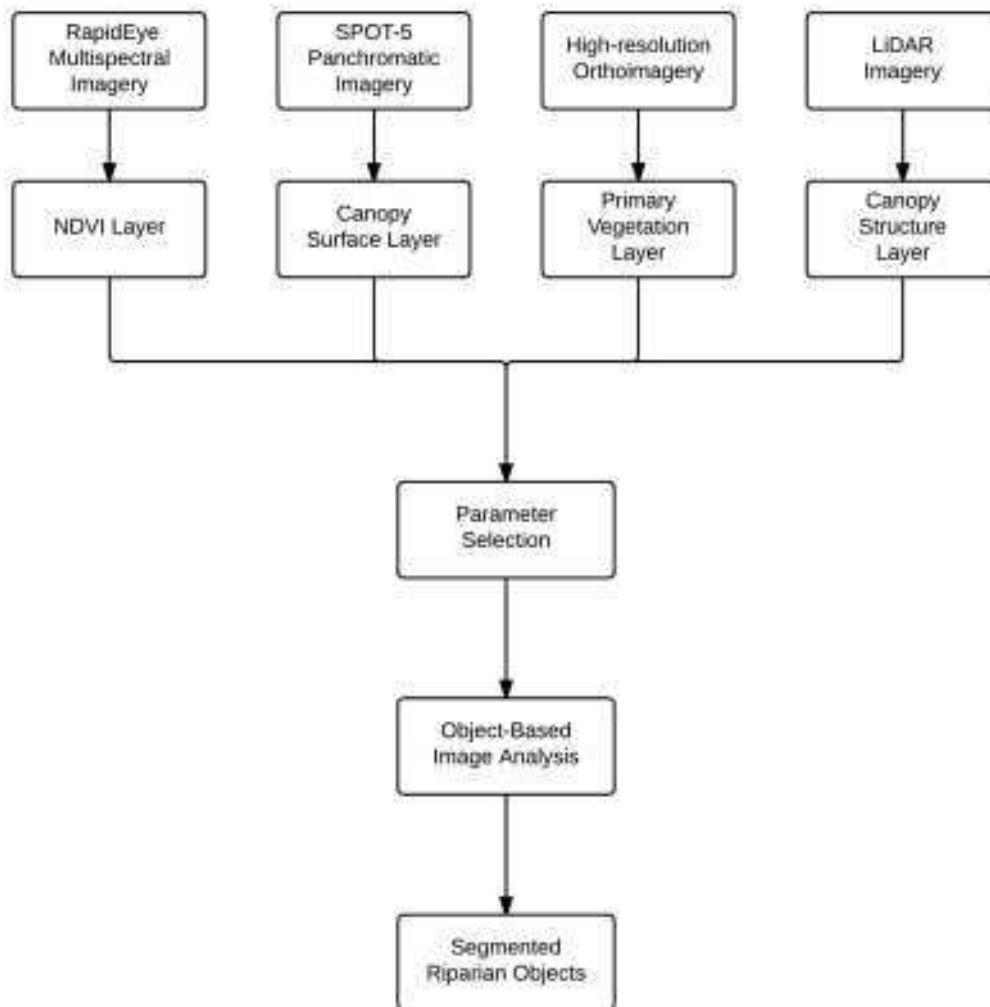 RapidEye
Multispectral
Imagery
SPOT-5
Panchromatic
Imagery
High-resolution
Orthoimagery
LiDAR
Imagery
NDVI Layer
Canopy
Surface Layer
Primary
Vegetation
Layer
Canopy
Structure
Layer
Parameter
Selection
Object-Based
Image Analysis
Segmented
Riparian Objects